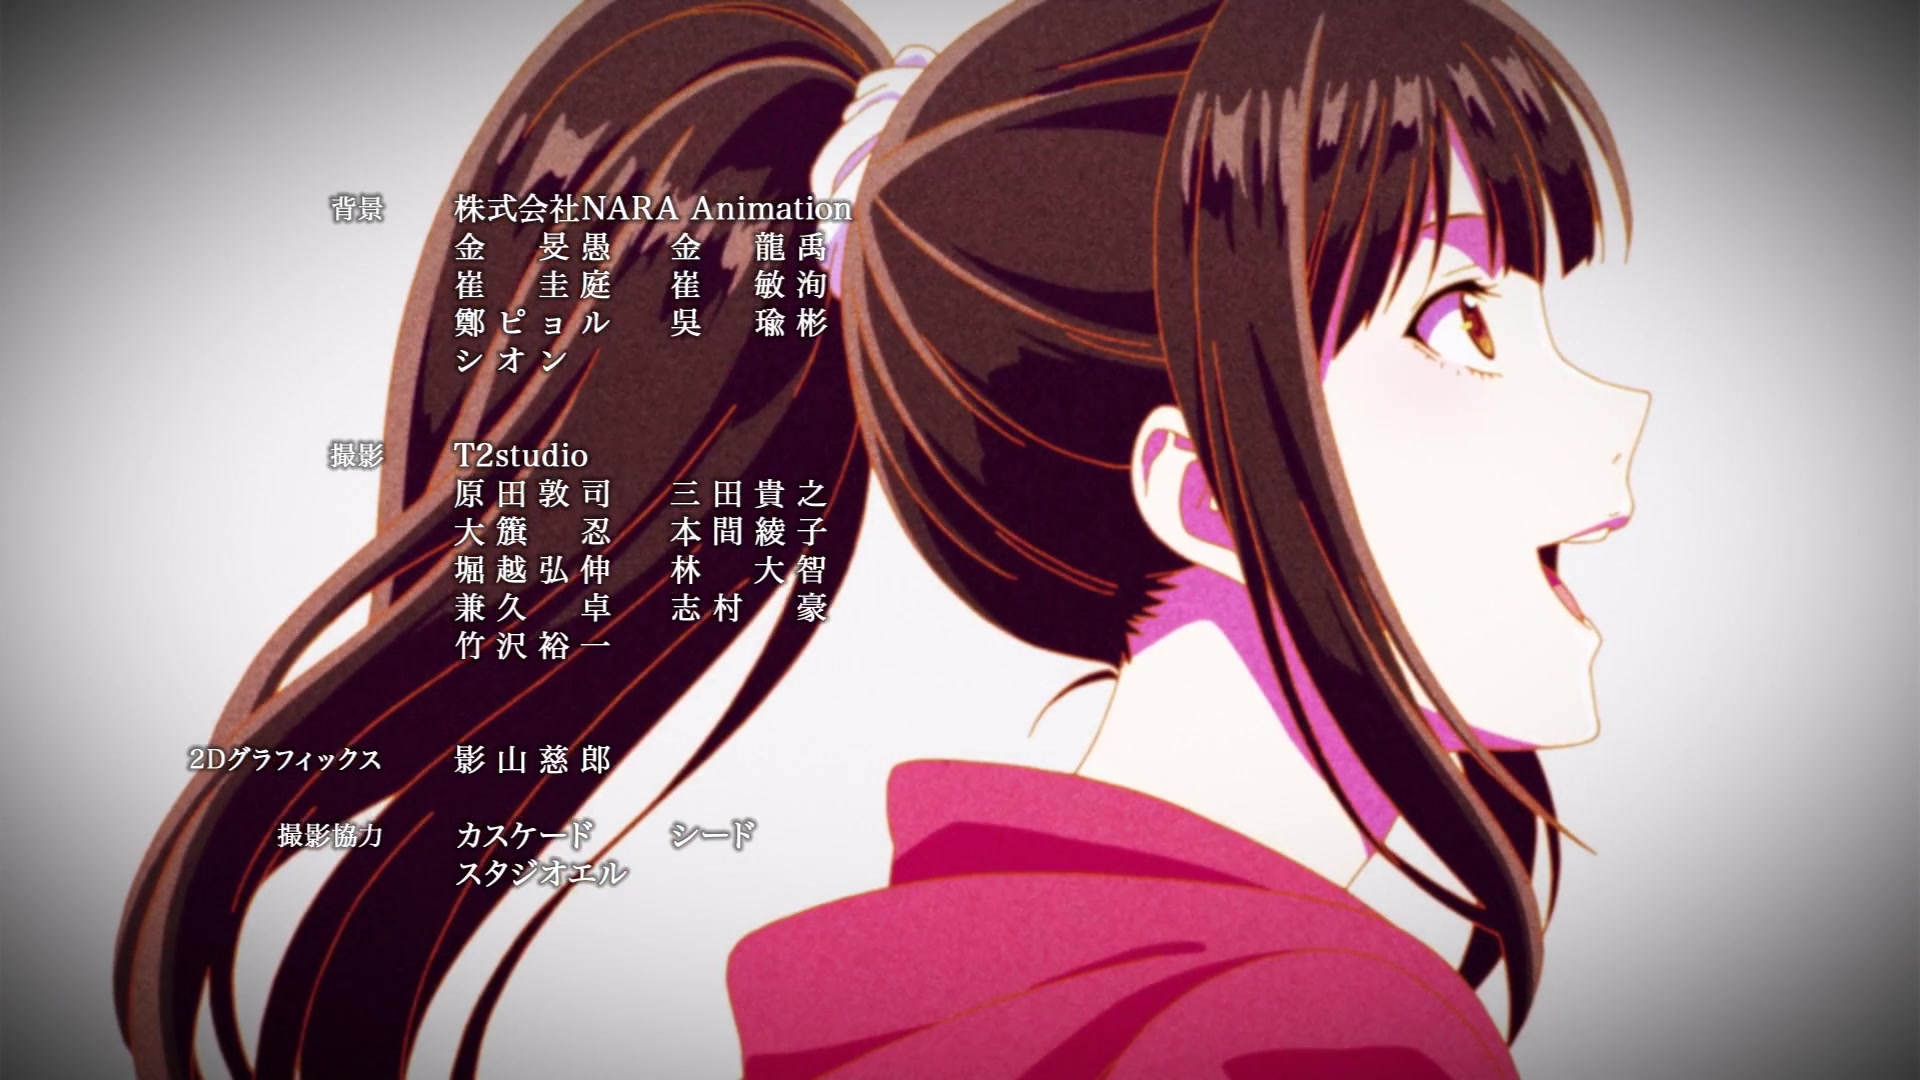 背景 株式会社NARA Animation
金 旻愚 金 龍禹
崔 圭庭 崔 敏洵
鄭ピョル 呉 瑜彬
シオン
撮影 T2studio
原田敦司 三田貴之
大籏 忍 本間綾子
堀越弘伸 林 大智
兼久 卓 志村 豪
竹沢裕一
2Dグラフィックス 影山慈郎
撮影協力 カスケード シード
スタジオエル